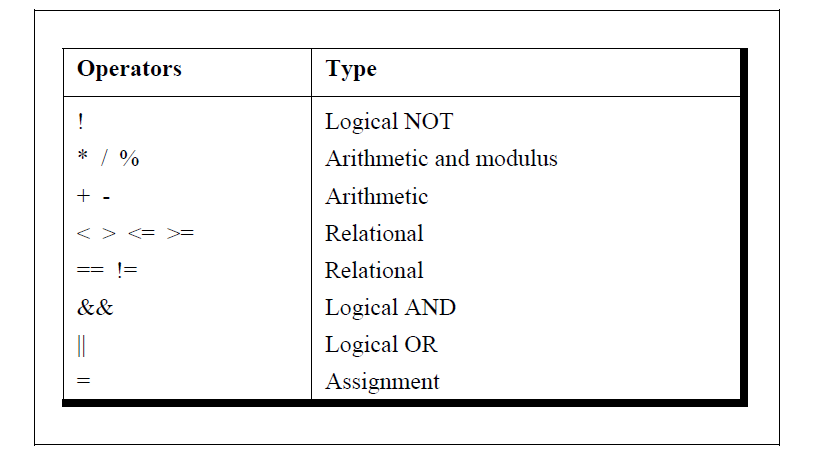 Operators Type
! Logical NOT
* / % Arithmetic and modulus
+ - Arithmetic
< > <= >= Relational
== != Relational
&& Logical AND
|| Logical OR
= Assignment